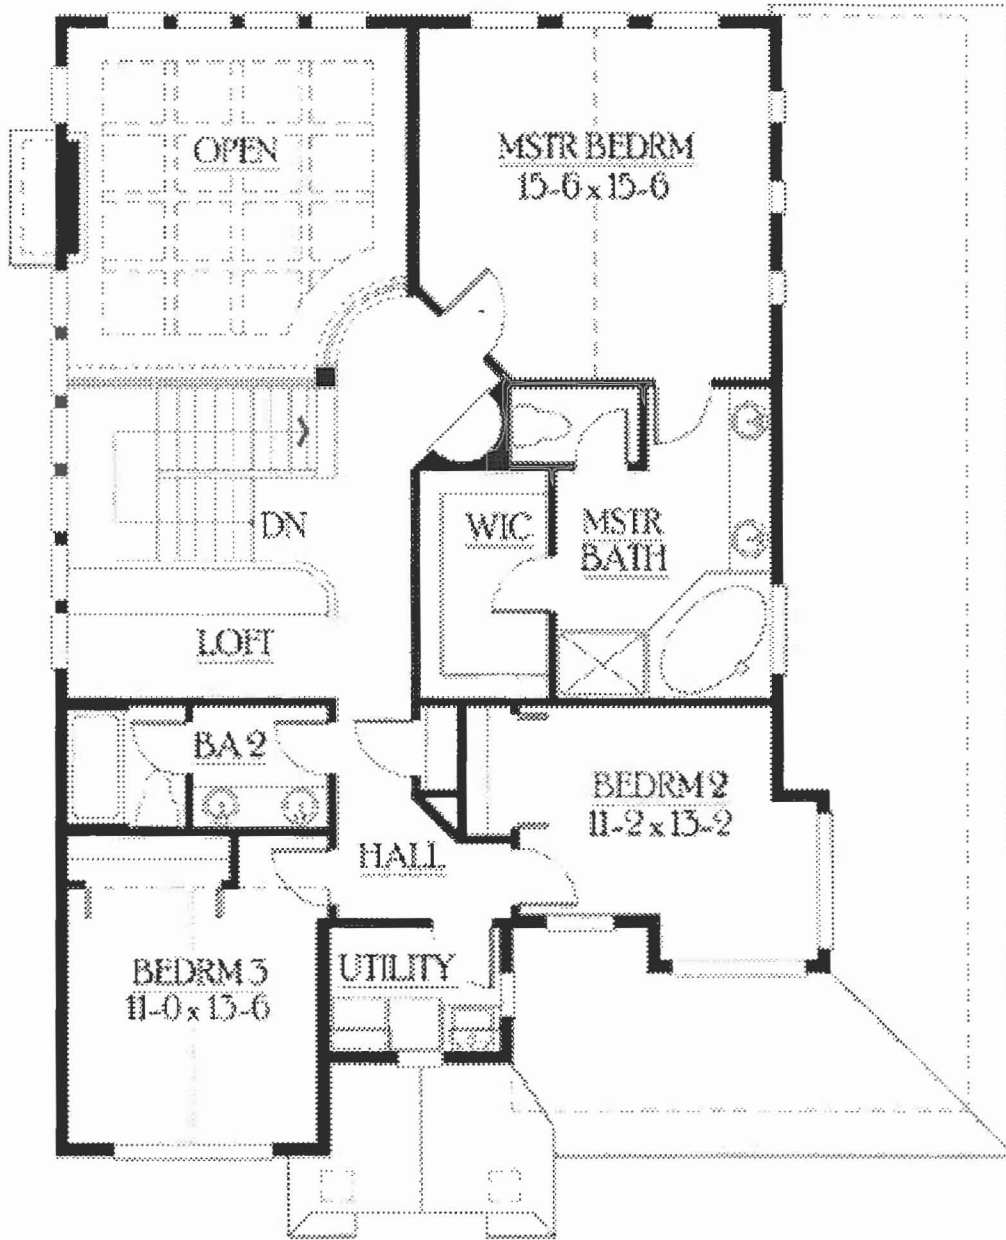 OPEN
MSTR BEDRM
15-6 x 15-6
DN
WIC
MSTR
BATH
LOFT
BA 2
BEDRM 2
11-2 x 13-2
HALL
BEDRM 3
11-0 x 13-6
UTILITY